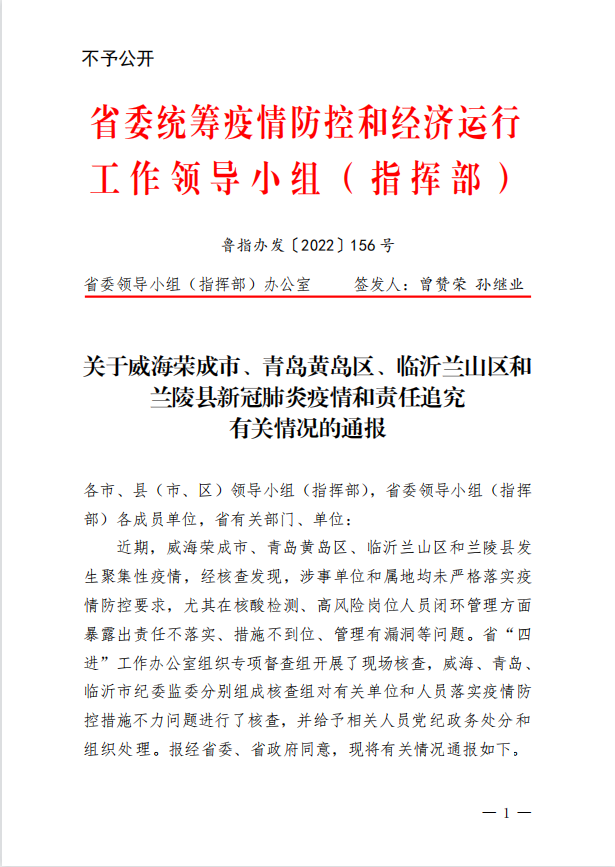 不予公开
省委统筹疫情防控和经济运行
工作领导小组（指挥部）
鲁指办发〔2022〕156号
省委领导小组（指挥部）办公室 签发人：曾赞荣 孙继业
关于威海荣成市、青岛黄岛区、临沂兰山区和
兰陵县新冠肺炎疫情和责任追究
有关情况的通报
各市、县（市、区）领导小组（指挥部），省委领导小组（指挥
部）各成员单位，省有关部门、单位：
近期，威海荣成市、青岛黄岛区、临沂兰山区和兰陵县发
生聚集性疫情，经核查发现，涉事单位和属地均未严格落实疫
情防控要求，尤其在核酸检测、高风险岗位人员闭环管理方面
暴露出责任不落实、措施不到位、管理有漏洞等问题。省“四
进”工作办公室组织专项督查组开展了现场核查，威海、青岛、
临沂市纪委监委分别组成核查组对有关单位和人员落实疫情防
控措施不力问题进行了核查，并给予相关人员党纪政务处分和
组织处理。报经省委、省政府同意，现将有关情况通报如下。
— 1 —